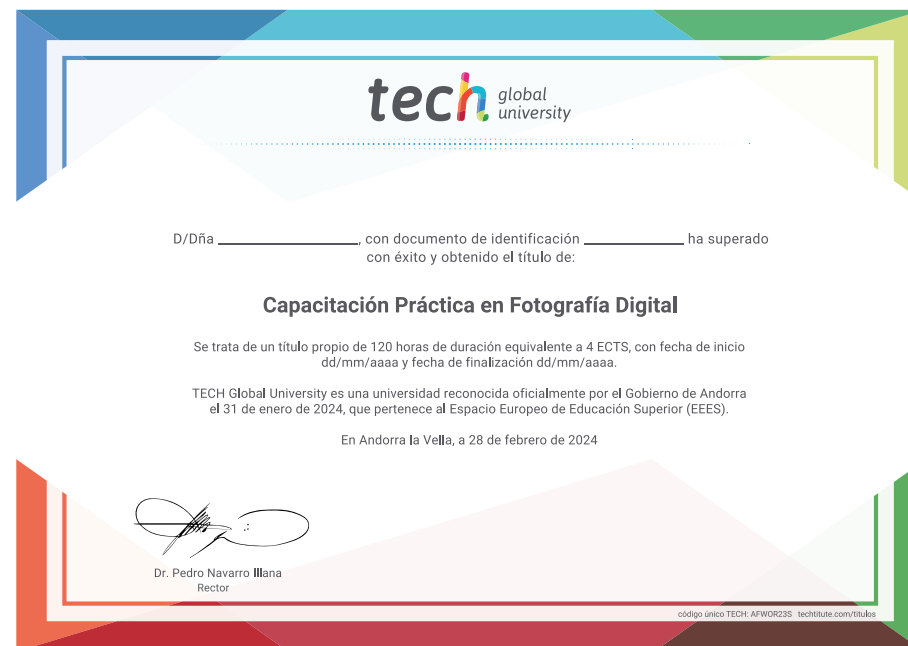 tech global university
D/Dña ____________________, con documento de identificación ______________ ha superado
con éxito y obtenido el título de:
Capacitación Práctica en Fotografía Digital
Se trata de un título propio de 120 horas de duración equivalente a 4 ECTS, con fecha de inicio
dd/mm/aaaa y fecha de finalización dd/mm/aaaa.
TECH Global University es una universidad reconocida oficialmente por el Gobierno de Andorra
el 31 de enero de 2024, que pertenece al Espacio Europeo de Educación Superior (EEES).
En Andorra la Vella, a 28 de febrero de 2024
Dr. Pedro Navarro Illana
Rector
código único TECH: AFWOR23S techtitute.com/titulos